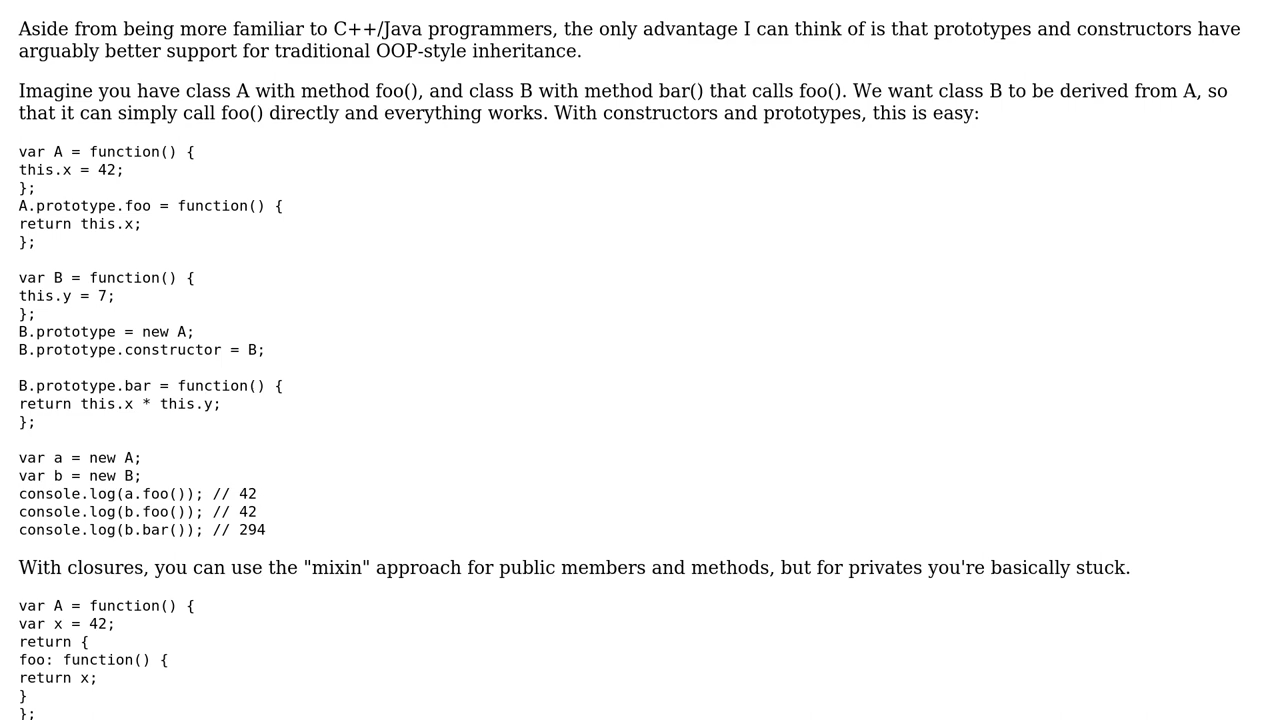 Aside from being more familiar to C++/Java programmers, the only advantage I can think of is that prototypes and constructors have
arguably better support for traditional OOP-style inheritance.
Imagine you have class A with method foo(), and class B with method bar() that calls foo(). We want class B to be derived from A, so
that it can simply call foo() directly and everything works. With constructors and prototypes, this is easy:
var A = function() {
this.x = 42;
};
A.prototype.foo = function() {
return this.x;
};
var B = function() {
this.y = 7;
};
B.prototype = new A;
B.prototype.constructor = B;
B.prototype.bar = function() {
return this.x * this.y;
};
var a = new A;
var b = new B;
console.log(a.foo()); // 42
console.log(b.foo()); // 42
console.log(b.bar()); // 294
With closures, you can use the "mixin" approach for public members and methods, but for privates you're basically stuck.
var A = function() {
var x = 42;
return {
foo: function() {
return x;
}
};